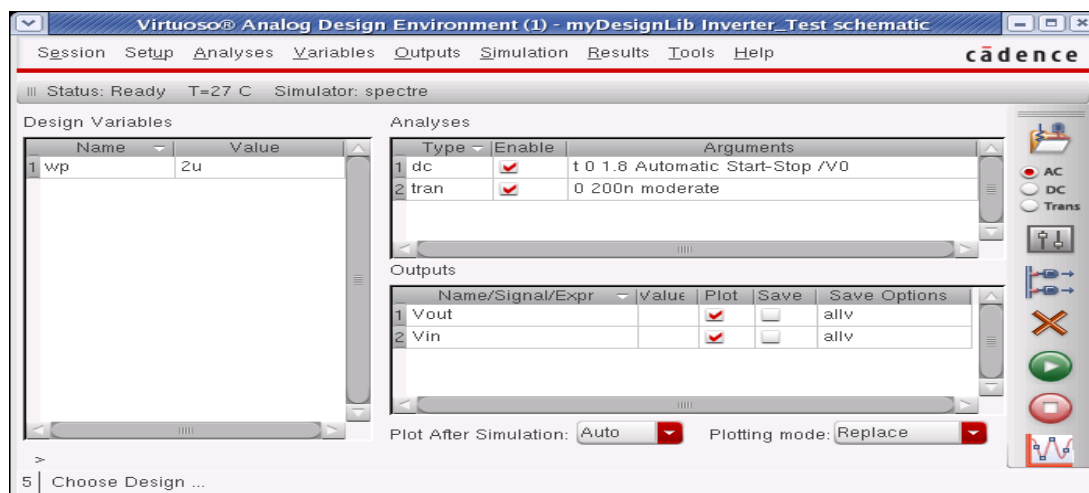 Virtuoso® Analog Design Environment (1) - myDesignLib Inverter_Test schematic
Session Setup Analyses Variables Outputs Simulation Results Tools Help cādence
Status: Ready T=27 C Simulator: spectre
Design Variables
Name Value
1 wp 2u
Analyses
Type Enable Arguments
1 dc t 0 1.8 Automatic Start-Stop /V0
2 tran 0 200n moderate
Outputs
Name/Signal/Expr Value Plot Save Save Options
1 Vout allv
2 Vin allv
Plot After Simulation: Auto Plotting mode: Replace
AC
DC
Trans
>
5 Choose Design ...